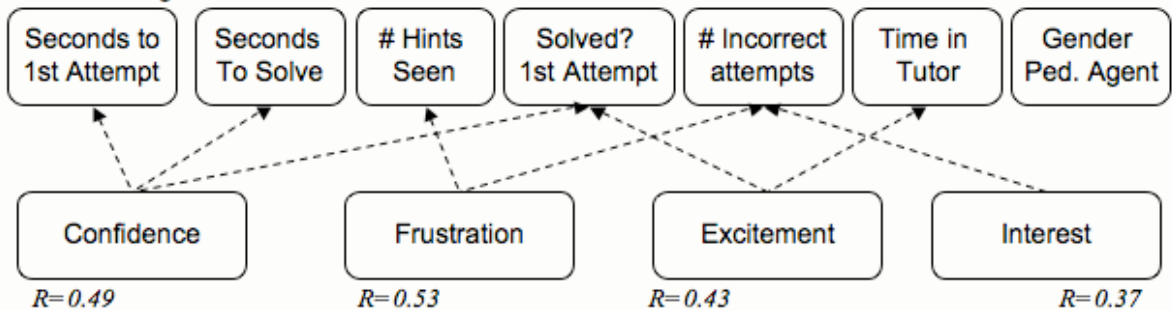 Seconds to
1st Attempt
Seconds
To Solve
# Hints
Seen
Solved?
1st Attempt
# Incorrect
attempts
Time in
Tutor
Gender
Ped. Agent
Confidence
Frustration
Excitement
Interest
R=0.49
R=0.53
R=0.43
R=0.37